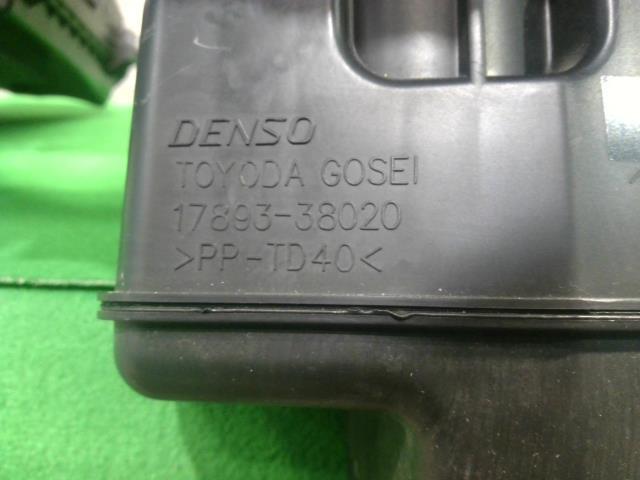 DENSO
TOYODA GOSEI
17893-38020
>PP-TD40<